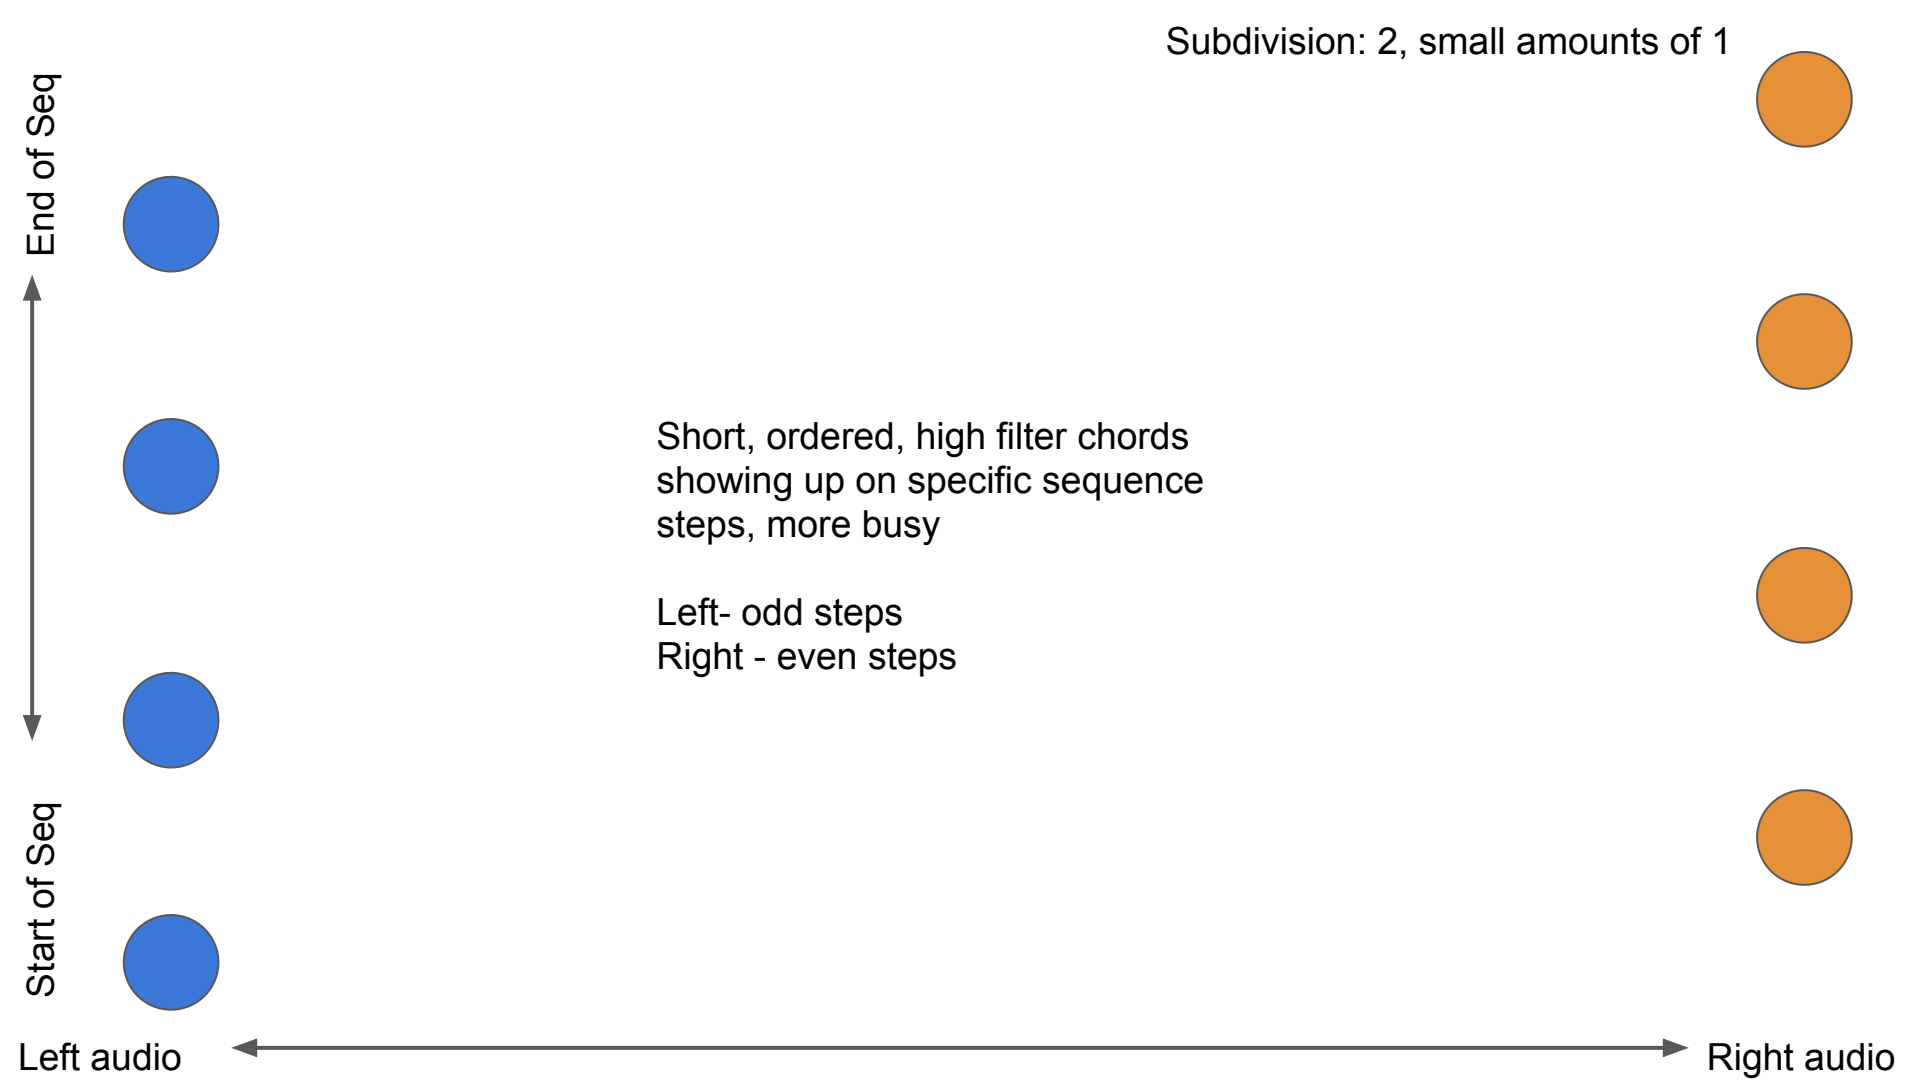 Subdivision: 2, small amounts of 1
End of Seq
Short, ordered, high filter chords
showing up on specific sequence
steps, more busy
Left- odd steps
Right - even steps
Start of Seq
Left audio
Right audio